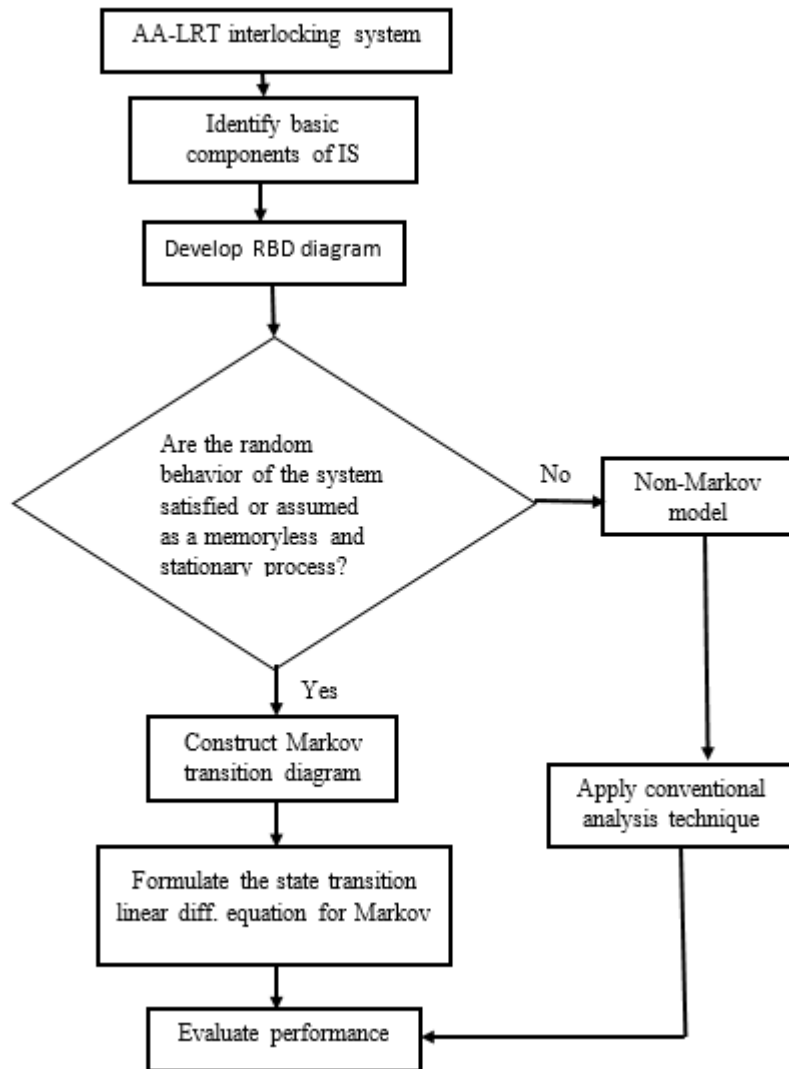 AA-LRT interlocking system
Identify basic
components of IS
Develop RBD diagram
Are the random
behavior of the system
satisfied or assumed
as a memoryless and
stationary process?
No
Non-Markov
model
Yes
Construct Markov
transition diagram
Apply conventional
analysis technique
Formulate the state transition
linear diff. equation for Markov
Evaluate performance